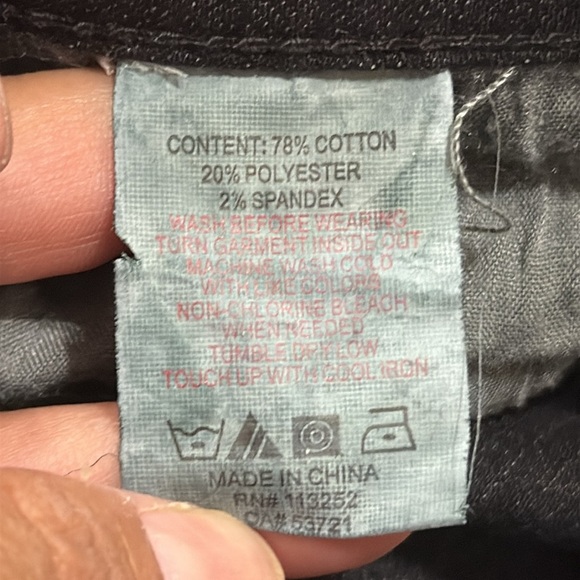 CONTENT: 78% COTTON
20% POLYESTER
2% SPANDEX
WASH BEFORE WEARING
TURN GARMENT INSIDE OUT
MACHINE WASH COLD
WITH LIKE COLORS
NON-CHLORINE BLEACH
WHEN NEEDED
TUMBLE DRY LOW
TOUCH UP WITH COOL IRON
MADE IN CHINA
RN# 113252
CA# 53721